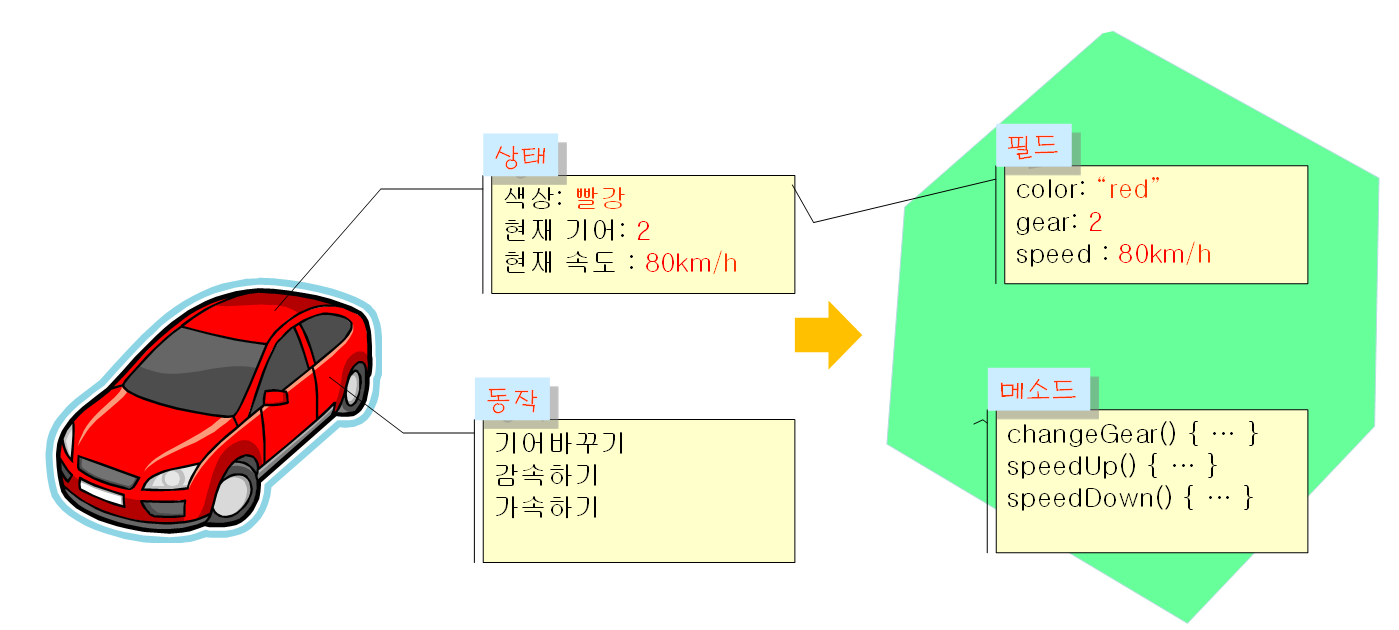 상태
색상: 빨강
현재 기어: 2
현재 속도 : 80km/h
동작
기어바꾸기
감속하기
가속하기
필드
color: “red”
gear: 2
speed : 80km/h
메소드
changeGear() { … }
speedUp() { … }
speedDown() { … }